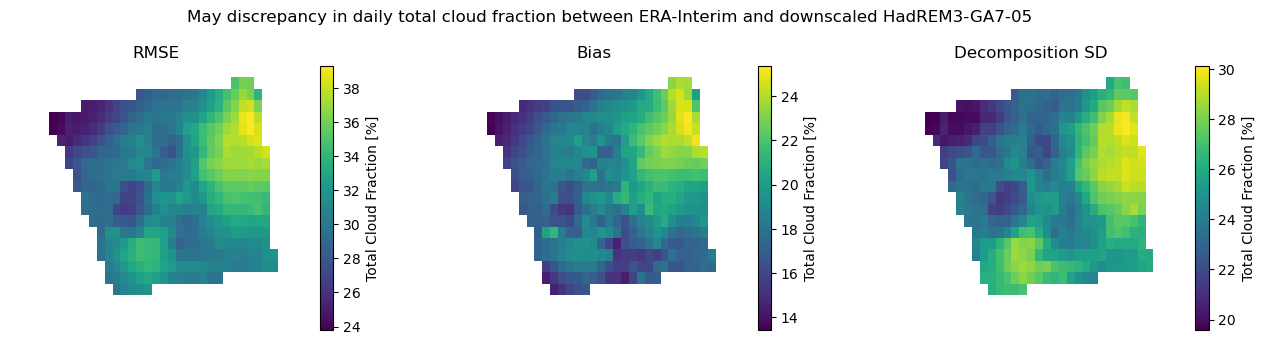 May discrepancy in daily total cloud fraction between ERA-Interim and downscaled HadREM3-GA7-05
RMSE
Bias
Decomposition SD
38
36
34
32
30
28
26
24
Total Cloud Fraction [%]
24
22
20
18
16
14
Total Cloud Fraction [%]
30
28
26
24
22
20
Total Cloud Fraction [%]